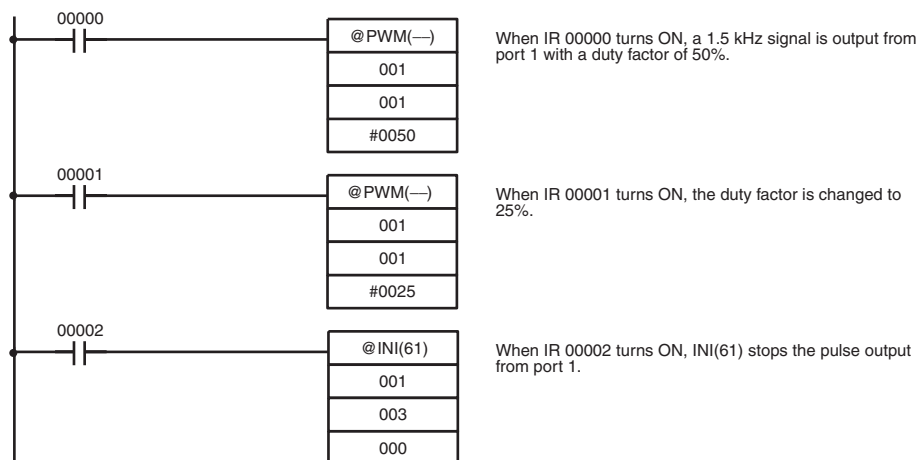 00000
@PWM(––)
001
001
#0050
When IR 00000 turns ON, a 1.5 kHz signal is output from
port 1 with a duty factor of 50%.
00001
@PWM(––)
001
001
#0025
When IR 00001 turns ON, the duty factor is changed to
25%.
00002
@INI(61)
001
003
000
When IR 00002 turns ON, INI(61) stops the pulse output
from port 1.